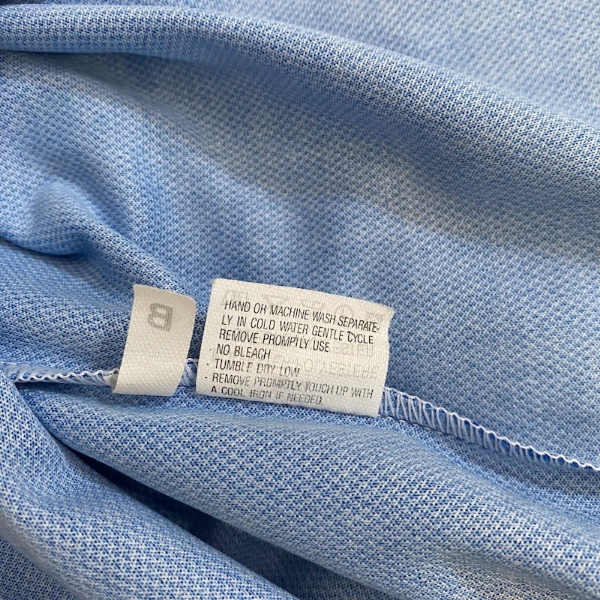 HAND OR MACHINE WASH SEPARATE-
LY IN COLD WATER GENTLE CYCLE
REMOVE PROMPTLY USE
- NO BLEACH
- TUMBLE DRY LOW
- REMOVE PROMPTLY TOUCH UP WITH
A COOL IRON IF NEEDED
B